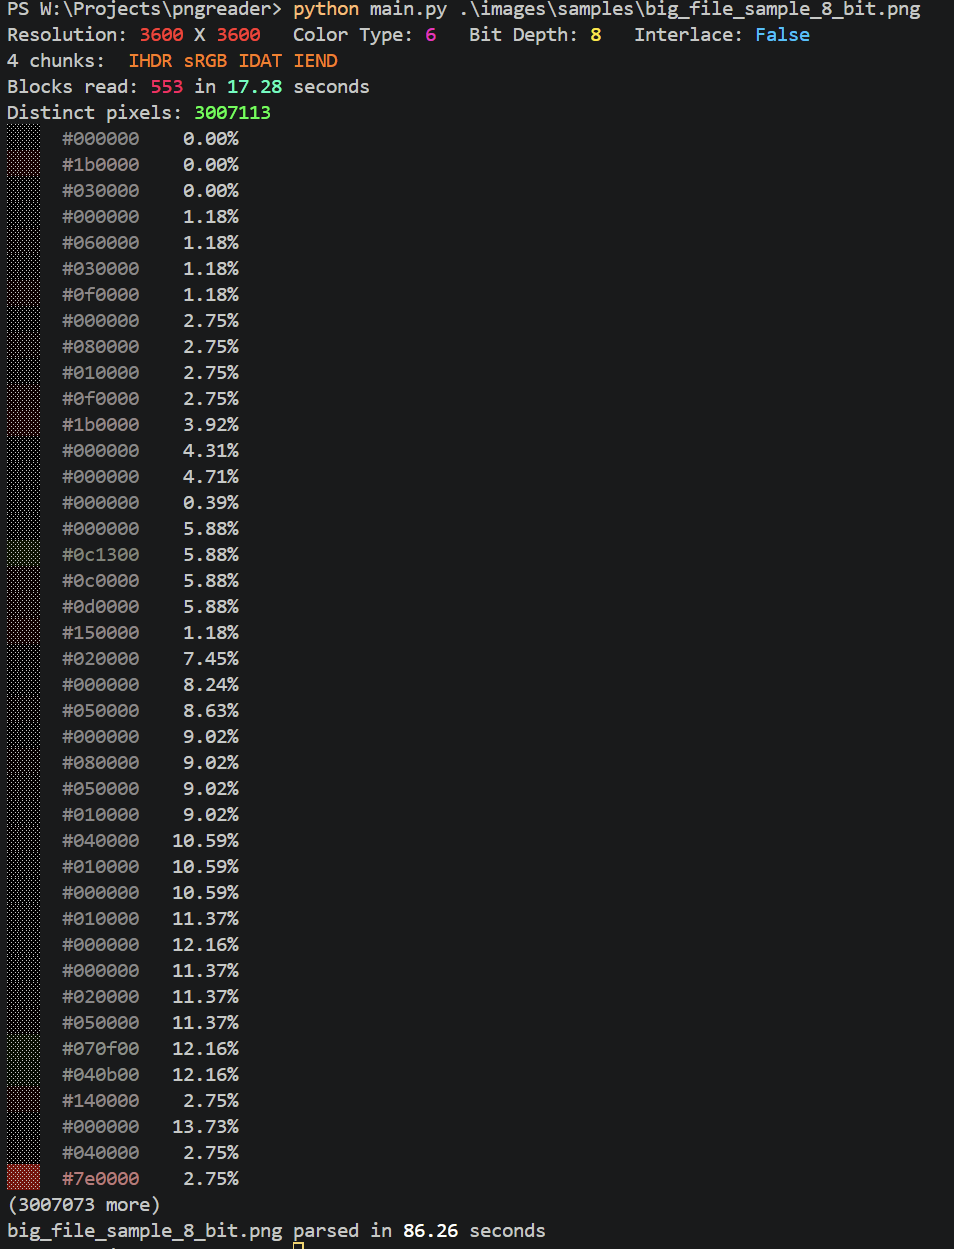 PS W:\Projects\pngreader> python main.py .\images\samples\big_file_sample_8_bit.png
Resolution: 3600 X 3600   Color Type: 6   Bit Depth: 8   Interlace: False
4 chunks:  IHDR sRGB IDAT IEND
Blocks read: 553 in 17.28 seconds
Distinct pixels: 3007113
#000000    0.00%
#1b0000    0.00%
#030000    0.00%
#000000    1.18%
#060000    1.18%
#030000    1.18%
#0f0000    1.18%
#000000    2.75%
#080000    2.75%
#010000    2.75%
#0f0000    2.75%
#1b0000    3.92%
#000000    4.31%
#000000    4.71%
#000000    0.39%
#000000    5.88%
#0c1300    5.88%
#0c0000    5.88%
#0d0000    5.88%
#150000    1.18%
#020000    7.45%
#000000    8.24%
#050000    8.63%
#000000    9.02%
#080000    9.02%
#050000    9.02%
#010000    9.02%
#040000   10.59%
#010000   10.59%
#000000   10.59%
#010000   11.37%
#000000   12.16%
#000000   11.37%
#020000   11.37%
#050000   11.37%
#070f00   12.16%
#040b00   12.16%
#140000    2.75%
#000000   13.73%
#040000    2.75%
#7e0000    2.75%
(3007073 more)
big_file_sample_8_bit.png parsed in 86.26 seconds